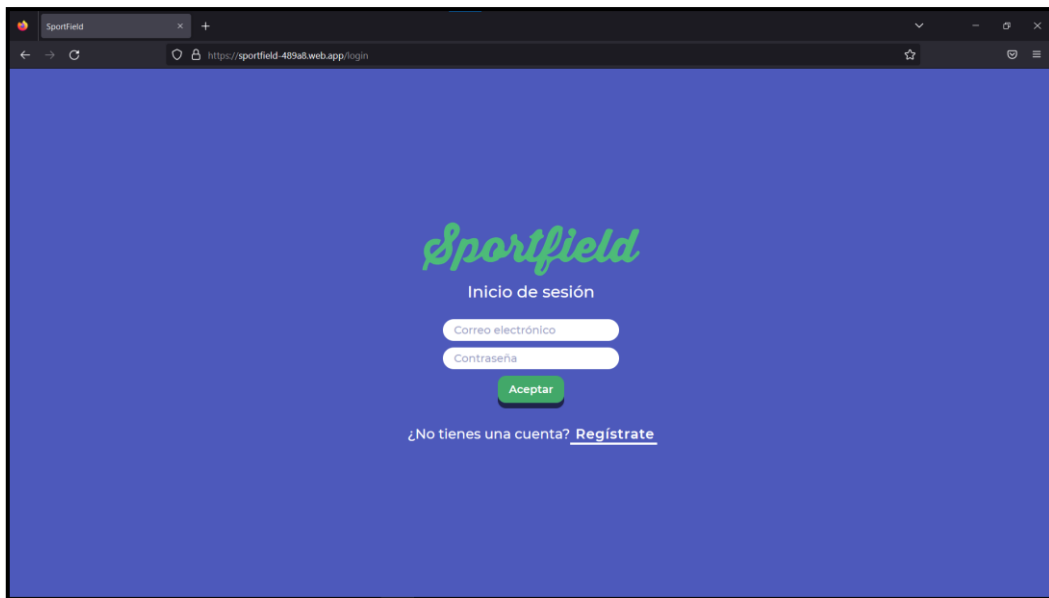 SportField
https://sportfield-489a8.web.app/login
Sportfield
Inicio de sesión
Correo electrónico
Contraseña
Aceptar
¿No tienes una cuenta? Regístrate